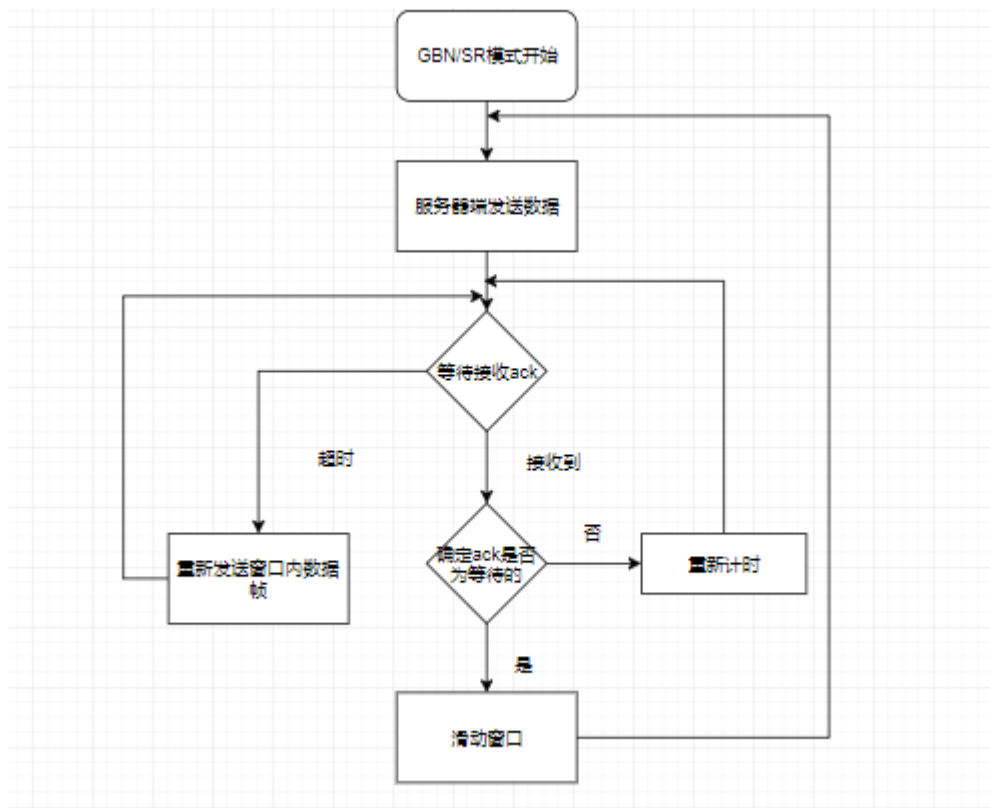 GBN/SR模式开始
服务器端发送数据
等待接收ack
超时
接收到
否
确定ack是否
为等待的
重新计时
重新发送窗口内数据
帧
是
滑动窗口